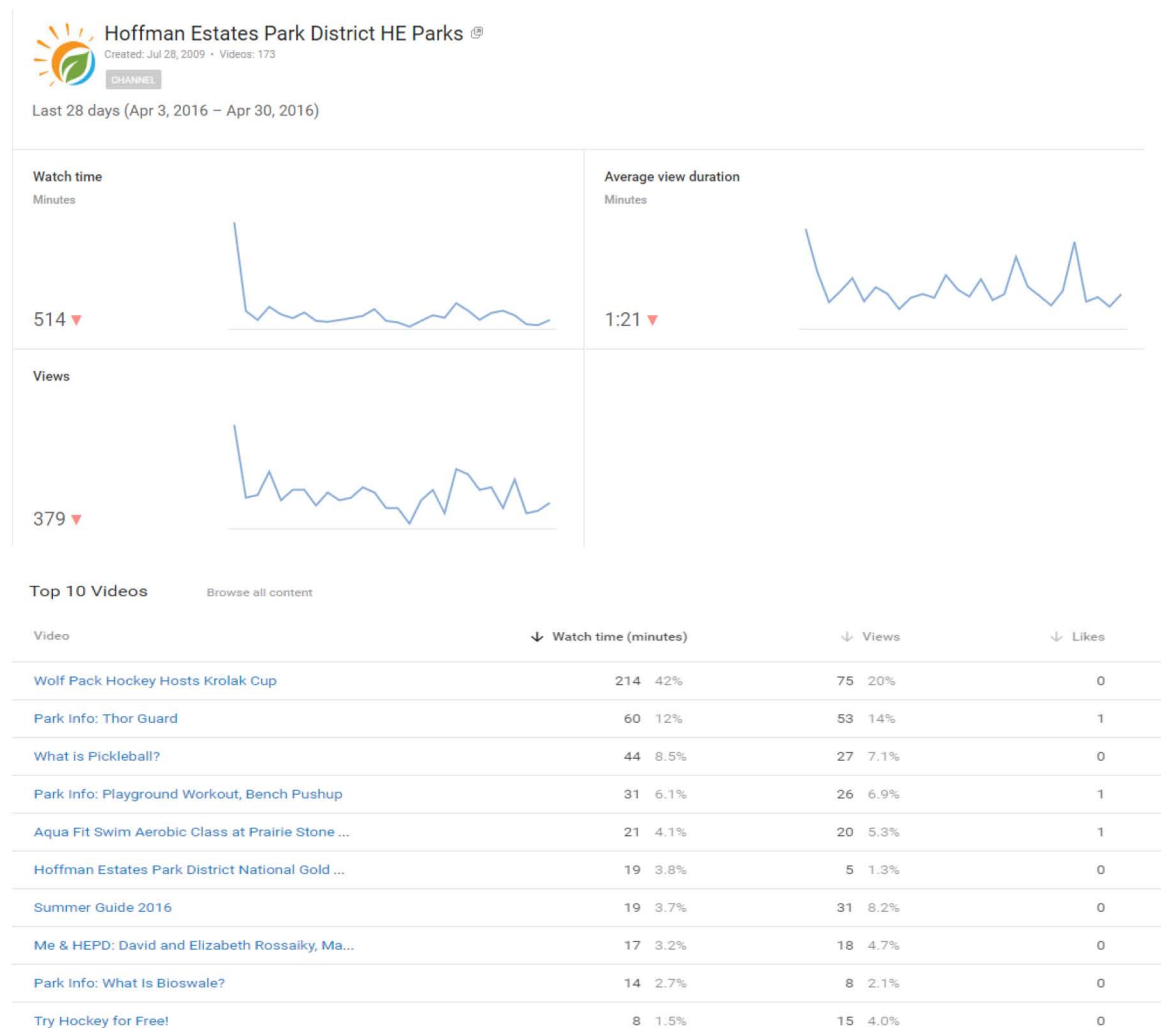 Hoffman Estates Park District HE Parks
Created: Jul 28, 2009 • Videos: 173
CHANNEL
Last 28 days (Apr 3, 2016 – Apr 30, 2016)
Watch time
Minutes
514
Average view duration
Minutes
1:21
Views
379
Top 10 Videos Browse all content
Video Watch time (minutes) Views Likes
Wolf Pack Hockey Hosts Krolak Cup 214 42% 75 20% 0
Park Info: Thor Guard 60 12% 53 14% 1
What is Pickleball? 44 8.5% 27 7.1% 0
Park Info: Playground Workout, Bench Pushup 31 6.1% 26 6.9% 1
Aqua Fit Swim Aerobic Class at Prairie Stone ... 21 4.1% 20 5.3% 1
Hoffman Estates Park District National Gold ... 19 3.8% 5 1.3% 0
Summer Guide 2016 19 3.7% 31 8.2% 0
Me & HEPD: David and Elizabeth Rossaiky, Ma... 17 3.2% 18 4.7% 0
Park Info: What Is Bioswale? 14 2.7% 8 2.1% 0
Try Hockey for Free! 8 1.5% 15 4.0% 0